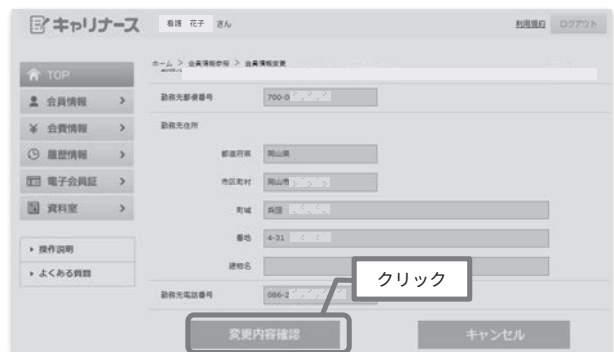 キャリナース
看護 花子 さん
利用規約
ログアウト
TOP
会員情報
会費情報
履歴情報
電子会員証
資料室
操作説明
よくある質問
ホーム > 会員情報参照 > 会員情報変更
勤務先郵便番号 700-0
勤務先住所
都道府県 岡山県
市区町村 岡山市
町域 兵団
番地 4-31
建物名
クリック
勤務先電話番号 086-2
変更内容確認
キャンセル